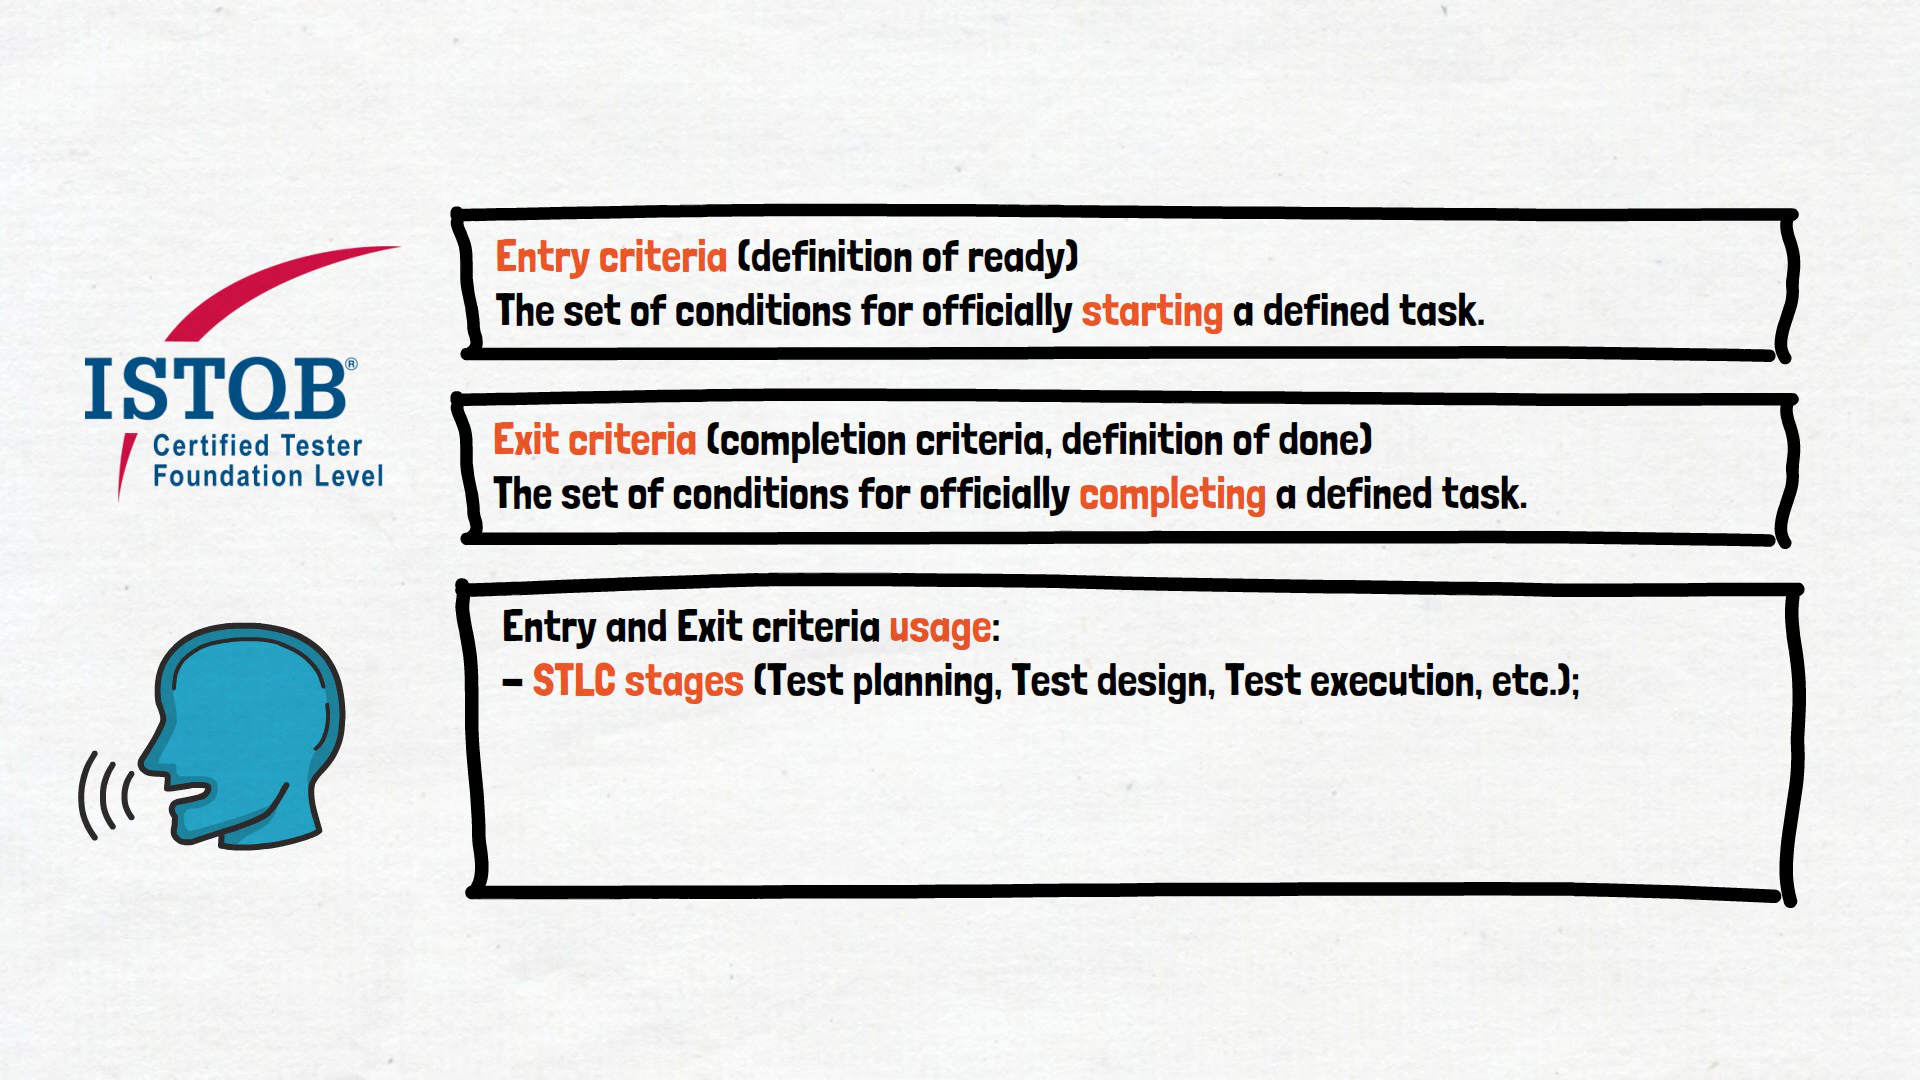 ISTQB®
Certified Tester
Foundation Level
Entry criteria (definition of ready)
The set of conditions for officially starting a defined task.
Exit criteria (completion criteria, definition of done)
The set of conditions for officially completing a defined task.
Entry and Exit criteria usage:
– STLC stages (Test planning, Test design, Test execution, etc.);